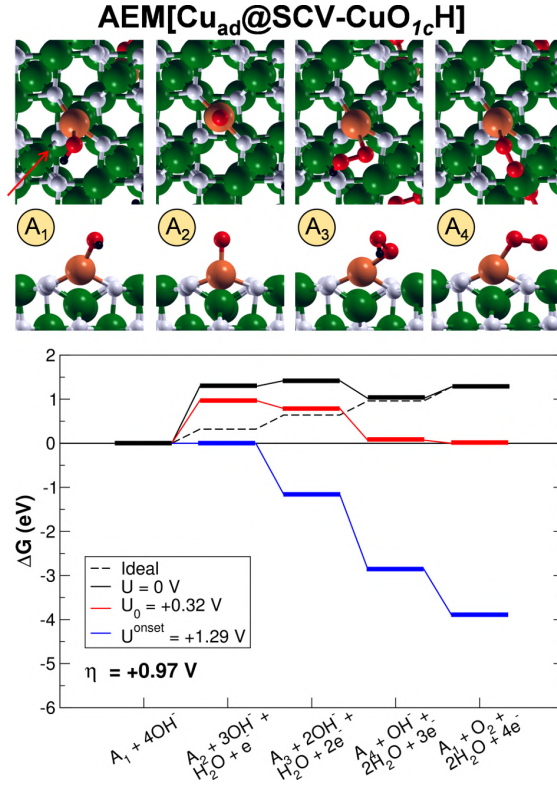 AEM[Cu_ad@SCV-CuO_1cH]
A₁
A₂
A₃
A₄
ΔG (eV)
2
1
0
-1
-2
-3
-4
-5
-6
Ideal
U = 0 V
U₀ = +0.32 V
U^onset = +1.29 V
η = +0.97 V
A₁ + 4OH⁻
A₂ + 3OH⁻ +
H₂O + e⁻
A₃ + 2OH⁻ +
H₂O + 2e⁻
A₄ + OH⁻ +
2H₂O + 3e⁻
A₁ + O₂ +
2H₂O + 4e⁻